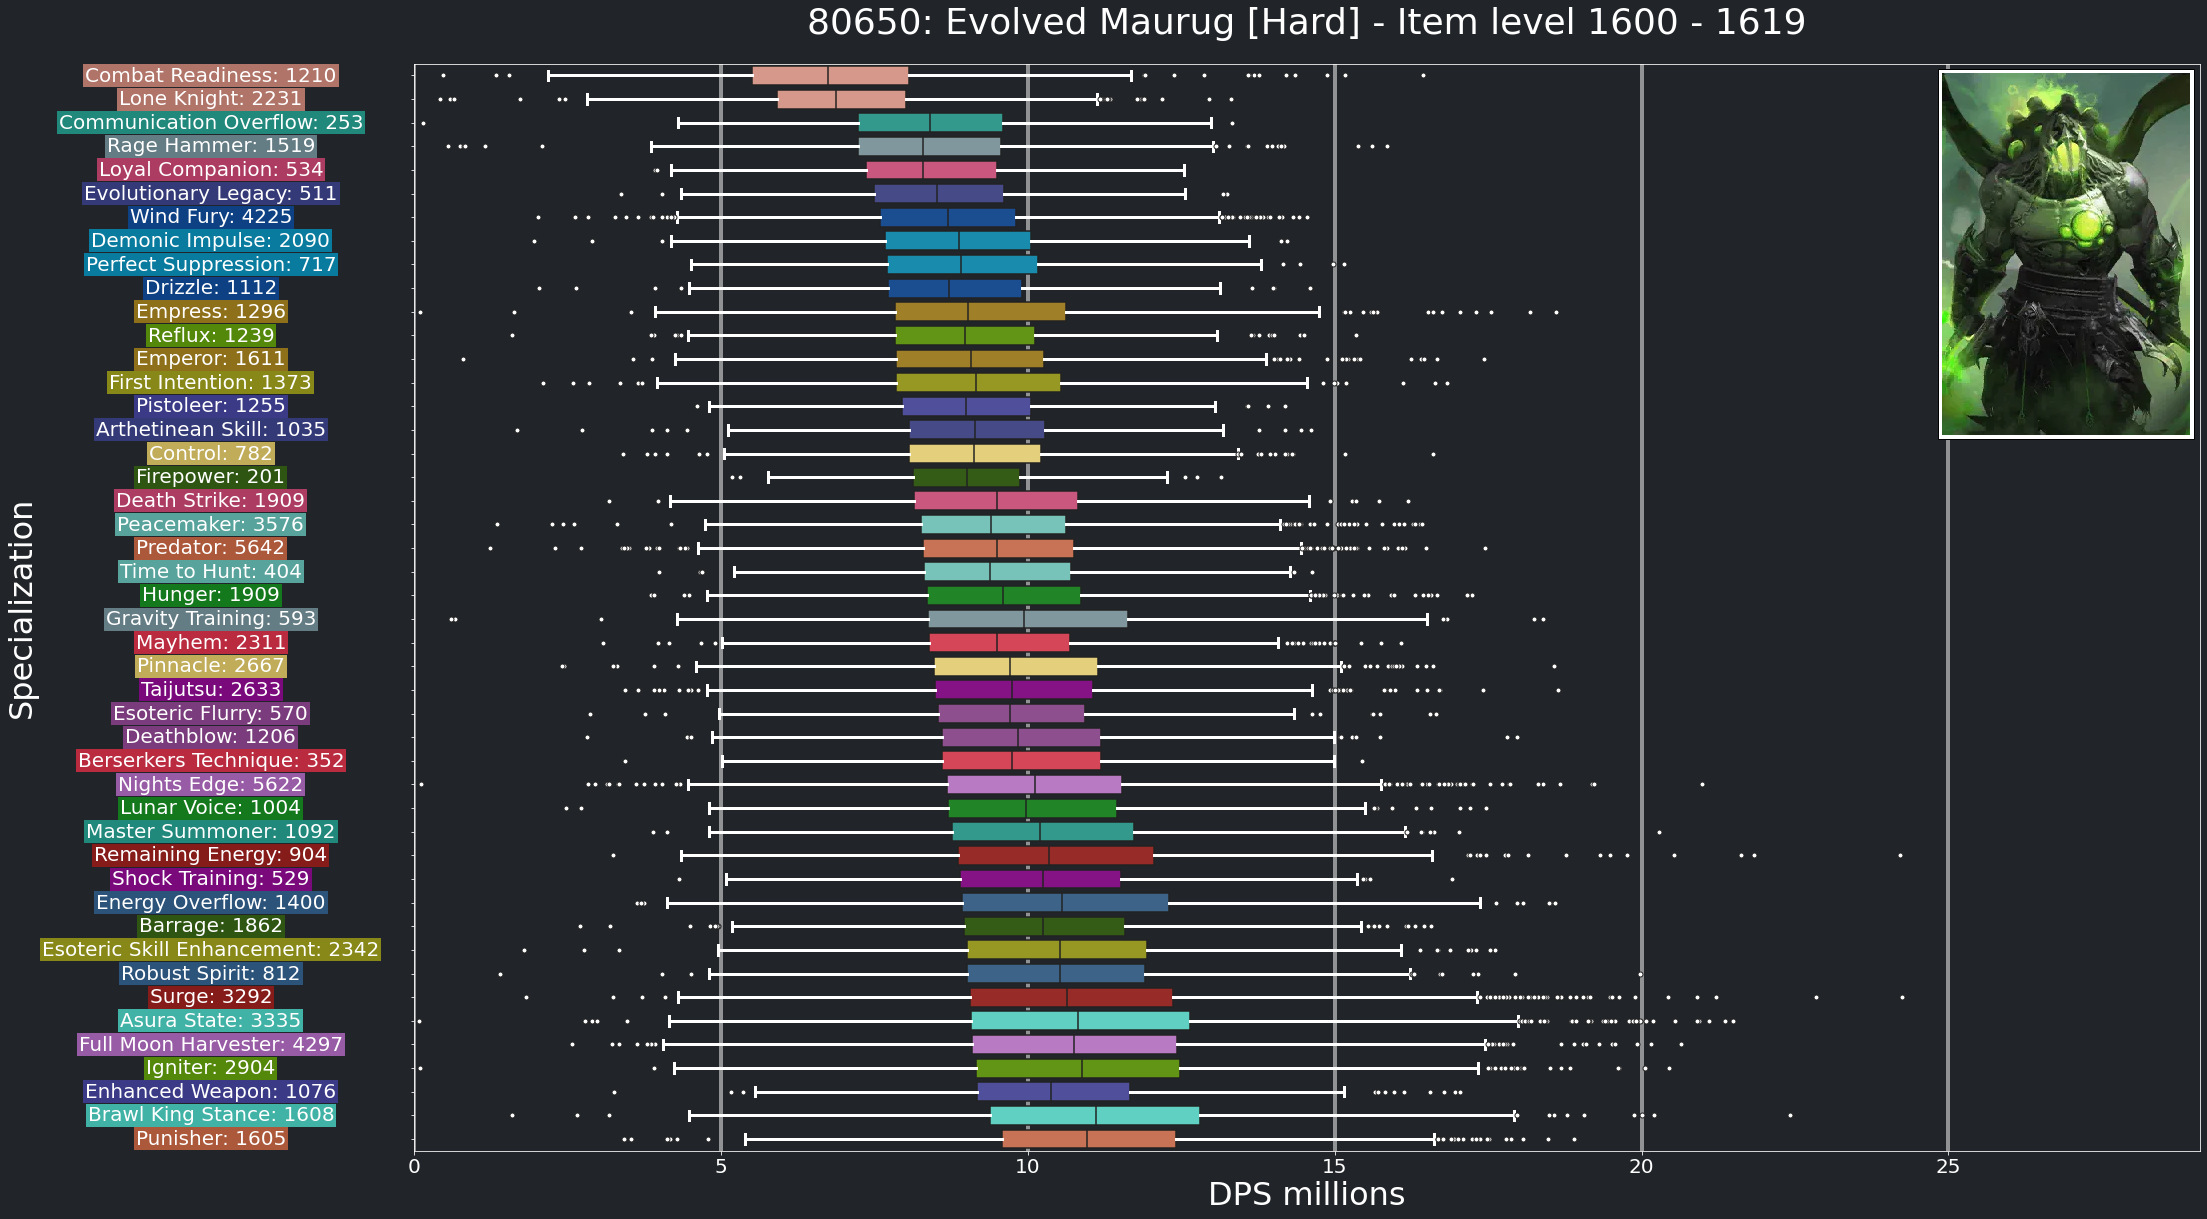 80650: Evolved Maurug [Hard] - Item level 1600 - 1619
Combat Readiness: 1210
Lone Knight: 2231
Communication Overflow: 253
Rage Hammer: 1519
Loyal Companion: 534
Evolutionary Legacy: 511
Wind Fury: 4225
Demonic Impulse: 2090
Perfect Suppression: 717
Drizzle: 1112
Empress: 1296
Reflux: 1239
Emperor: 1611
First Intention: 1373
Pistoleer: 1255
Arthetinean Skill: 1035
Control: 782
Firepower: 201
Death Strike: 1909
Peacemaker: 3576
Predator: 5642
Time to Hunt: 404
Hunger: 1909
Gravity Training: 593
Mayhem: 2311
Pinnacle: 2667
Taijutsu: 2633
Esoteric Flurry: 570
Deathblow: 1206
Berserkers Technique: 352
Nights Edge: 5622
Lunar Voice: 1004
Master Summoner: 1092
Remaining Energy: 904
Shock Training: 529
Energy Overflow: 1400
Barrage: 1862
Esoteric Skill Enhancement: 2342
Robust Spirit: 812
Surge: 3292
Asura State: 3335
Full Moon Harvester: 4297
Igniter: 2904
Enhanced Weapon: 1076
Brawl King Stance: 1608
Punisher: 1605
Specialization
0 5 10 15 20 25
DPS millions